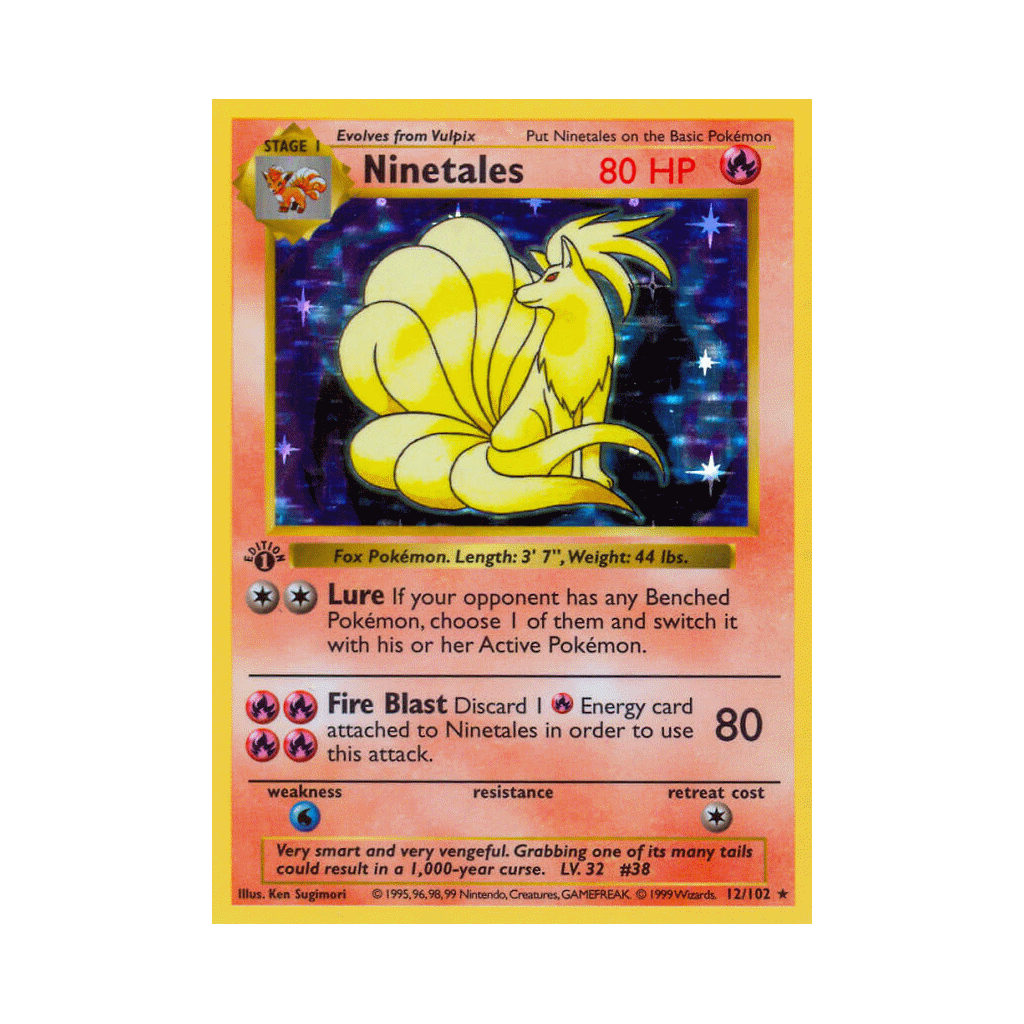 Evolves from Vulpix
Put Ninetales on the Basic Pokémon
STAGE 1
Ninetales
80 HP
EDITION
1
Fox Pokémon. Length: 3' 7", Weight: 44 lbs.
Lure If your opponent has any Benched
Pokémon, choose 1 of them and switch it
with his or her Active Pokémon.
Fire Blast Discard 1 Energy card
attached to Ninetales in order to use
this attack.
80
weakness
resistance
retreat cost
Very smart and very vengeful. Grabbing one of its many tails
could result in a 1,000-year curse. LV. 32 #38
Illus. Ken Sugimori
© 1995, 96, 98, 99 Nintendo, Creatures, GAMEFREAK. © 1999 Wizards.
12/102 ★